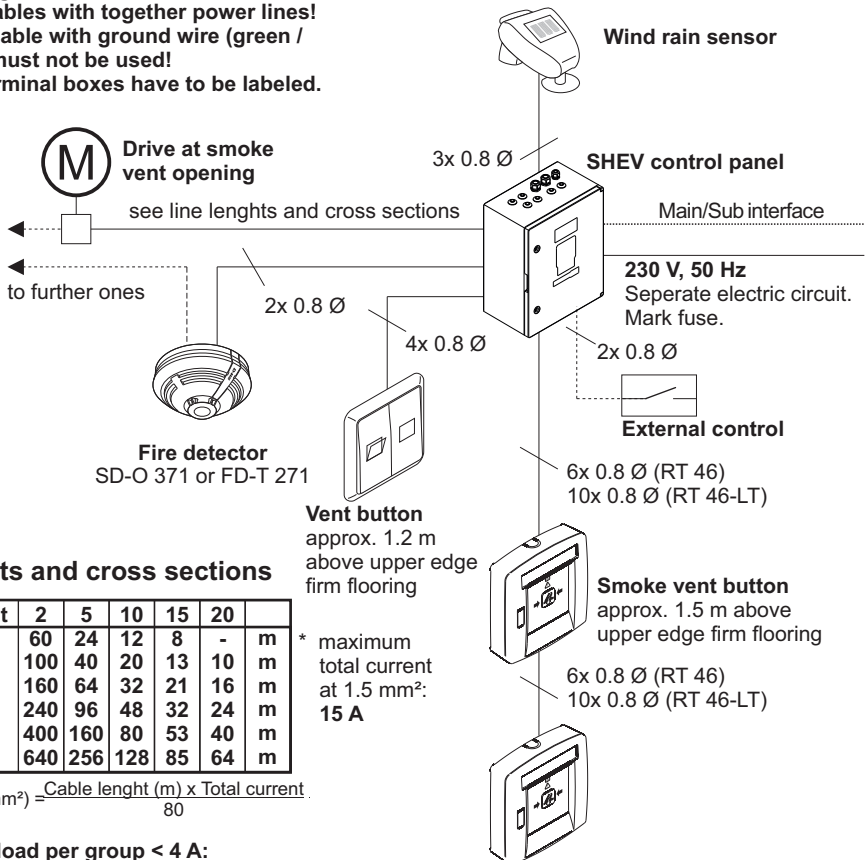 ables with together power lines!
able with ground wire (green /
must not be used!
rminal boxes have to be labeled.
Wind rain sensor
M
Drive at smoke
vent opening
3x 0.8 Ø
SHEV control panel
see line lenghts and cross sections
Main/Sub interface
to further ones
2x 0.8 Ø
4x 0.8 Ø
230 V, 50 Hz
Seperate electric circuit.
Mark fuse.
2x 0.8 Ø
External control
Fire detector
SD-O 371 or FD-T 271
Vent button
approx. 1.2 m
above upper edge
firm flooring
6x 0.8 Ø (RT 46)
10x 0.8 Ø (RT 46-LT)
Smoke vent button
approx. 1.5 m above
upper edge firm flooring
6x 0.8 Ø (RT 46)
10x 0.8 Ø (RT 46-LT)
ts and cross sections
t 2 5 10 15 20
60 24 12 8 - m
100 40 20 13 10 m
160 64 32 21 16 m
240 96 48 32 24 m
400 160 80 53 40 m
640 256 128 85 64 m
* maximum
total current
at 1.5 mm²:
15 A
m²) = Cable lenght (m) x Total current
80
load per group < 4 A: